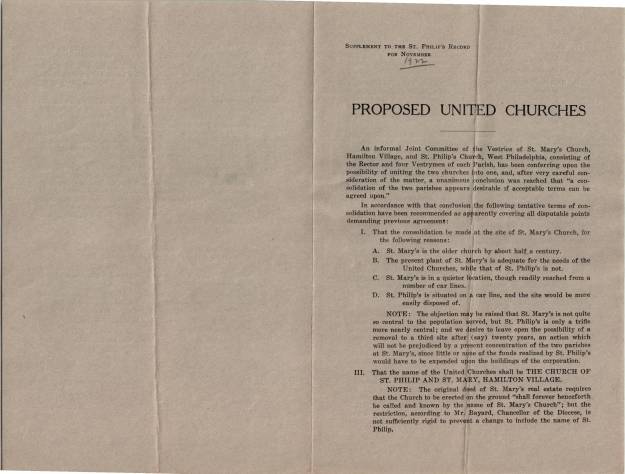 SUPPLEMENT TO THE ST. PHILIP'S RECORD
FOR NOVEMBER
1922
PROPOSED UNITED CHURCHES
An informal Joint Committee of the Vestries of St. Mary's Church,
Hamilton Village, and St. Philip's Church, West Philadelphia, consisting of
the Rector and four Vestrymen of each Parish, has been conferring upon the
possibility of uniting the two churches into one, and, after very careful con-
sideration of the matter, a unanimous conclusion was reached that "a con-
solidation of the two parishes appears desirable if acceptable terms can be
agreed upon."
In accordance with that conclusion the following tentative terms of con-
solidation have been recommended as apparently covering all disputable points
demanding previous agreement:
I. That the consolidation be made at the site of St. Mary's Church, for
the following reasons:
A. St. Mary's is the older church by about half a century.
B. The present plant of St. Mary's is adequate for the needs of the
United Churches, while that of St. Philip's is not.
C. St. Mary's is in a quieter location, though readily reached from a
number of car lines.
D. St. Philip's is situated on a car line, and the site would be more
easily disposed of.
NOTE: The objection may be raised that St. Mary's is not quite
so central to the population served, but St. Philip's is only a trifle
more nearly central; and we desire to leave open the possibility of a
removal to a third site after (say) twenty years, an action which
will not be prejudiced by a present concentration of the two parishes
at St. Mary's, since little or none of the funds realized by St. Philip's
would have to be expended upon the buildings of the corporation.
III. That the name of the United Churches shall be THE CHURCH OF
ST. PHILIP AND ST. MARY, HAMILTON VILLAGE.
NOTE: The original deed of St. Mary's real estate requires
that the Church to be erected on the ground "shall forever henceforth
be called and known by the name of St. Mary's Church"; but the
restriction, according to Mr. Bayard, Chancellor of the Diocese, is
not sufficiently rigid to prevent a change to include the name of St.
Philip.